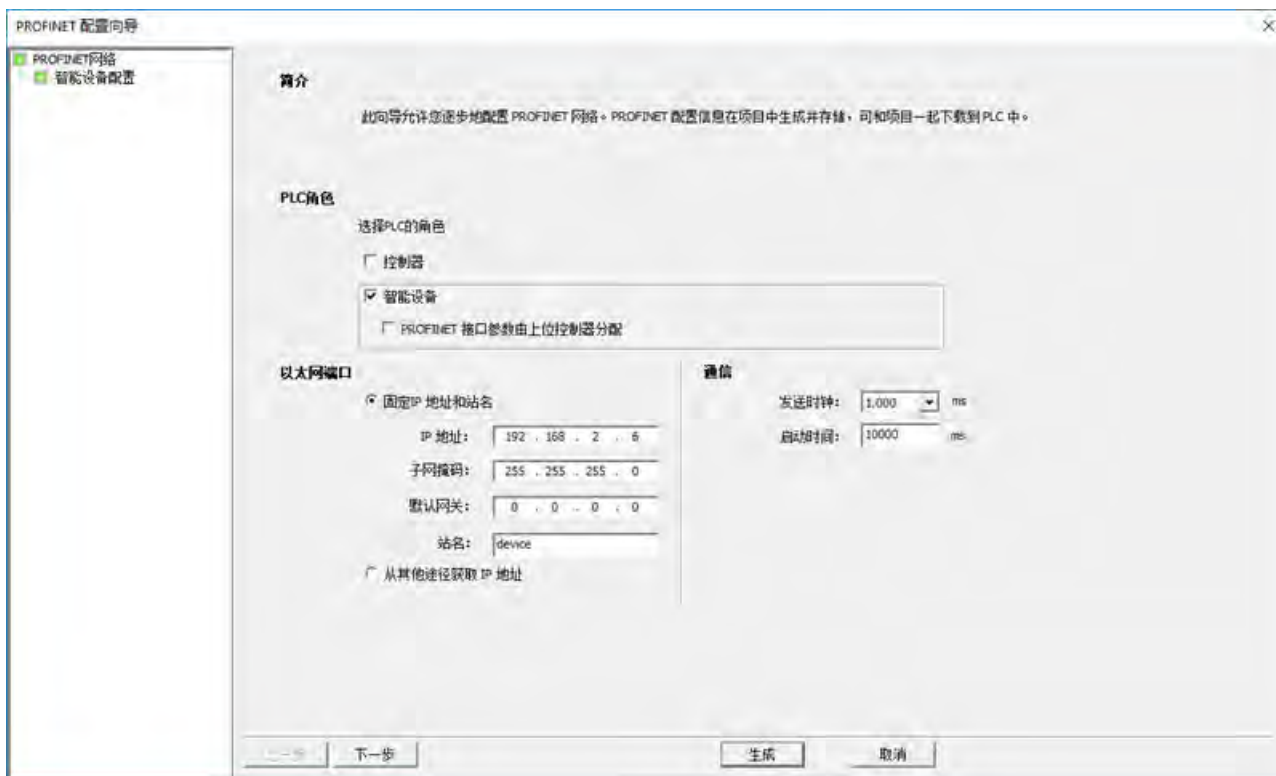 PROFINET 配置向导
PROFINET网络
智能设备配置
简介
此向导允许您逐步地配置 PROFINET 网络。PROFINET 配置信息在项目中生成并存储，可和项目一起下载到 PLC 中。
PLC角色
选择PLC的角色
控制器
智能设备
PROFINET 接口参数由上位控制器分配
以太网端口
固定IP 地址和站名
IP 地址： 192 . 168 . 2 . 6
子网掩码： 255 . 255 . 255 . 0
默认网关： 0 . 0 . 0 . 0
站名： device
从其他途径获取 IP 地址
通信
发送时钟： 1.000 ms
启动时间： 10000 ms
下一步
生成
取消